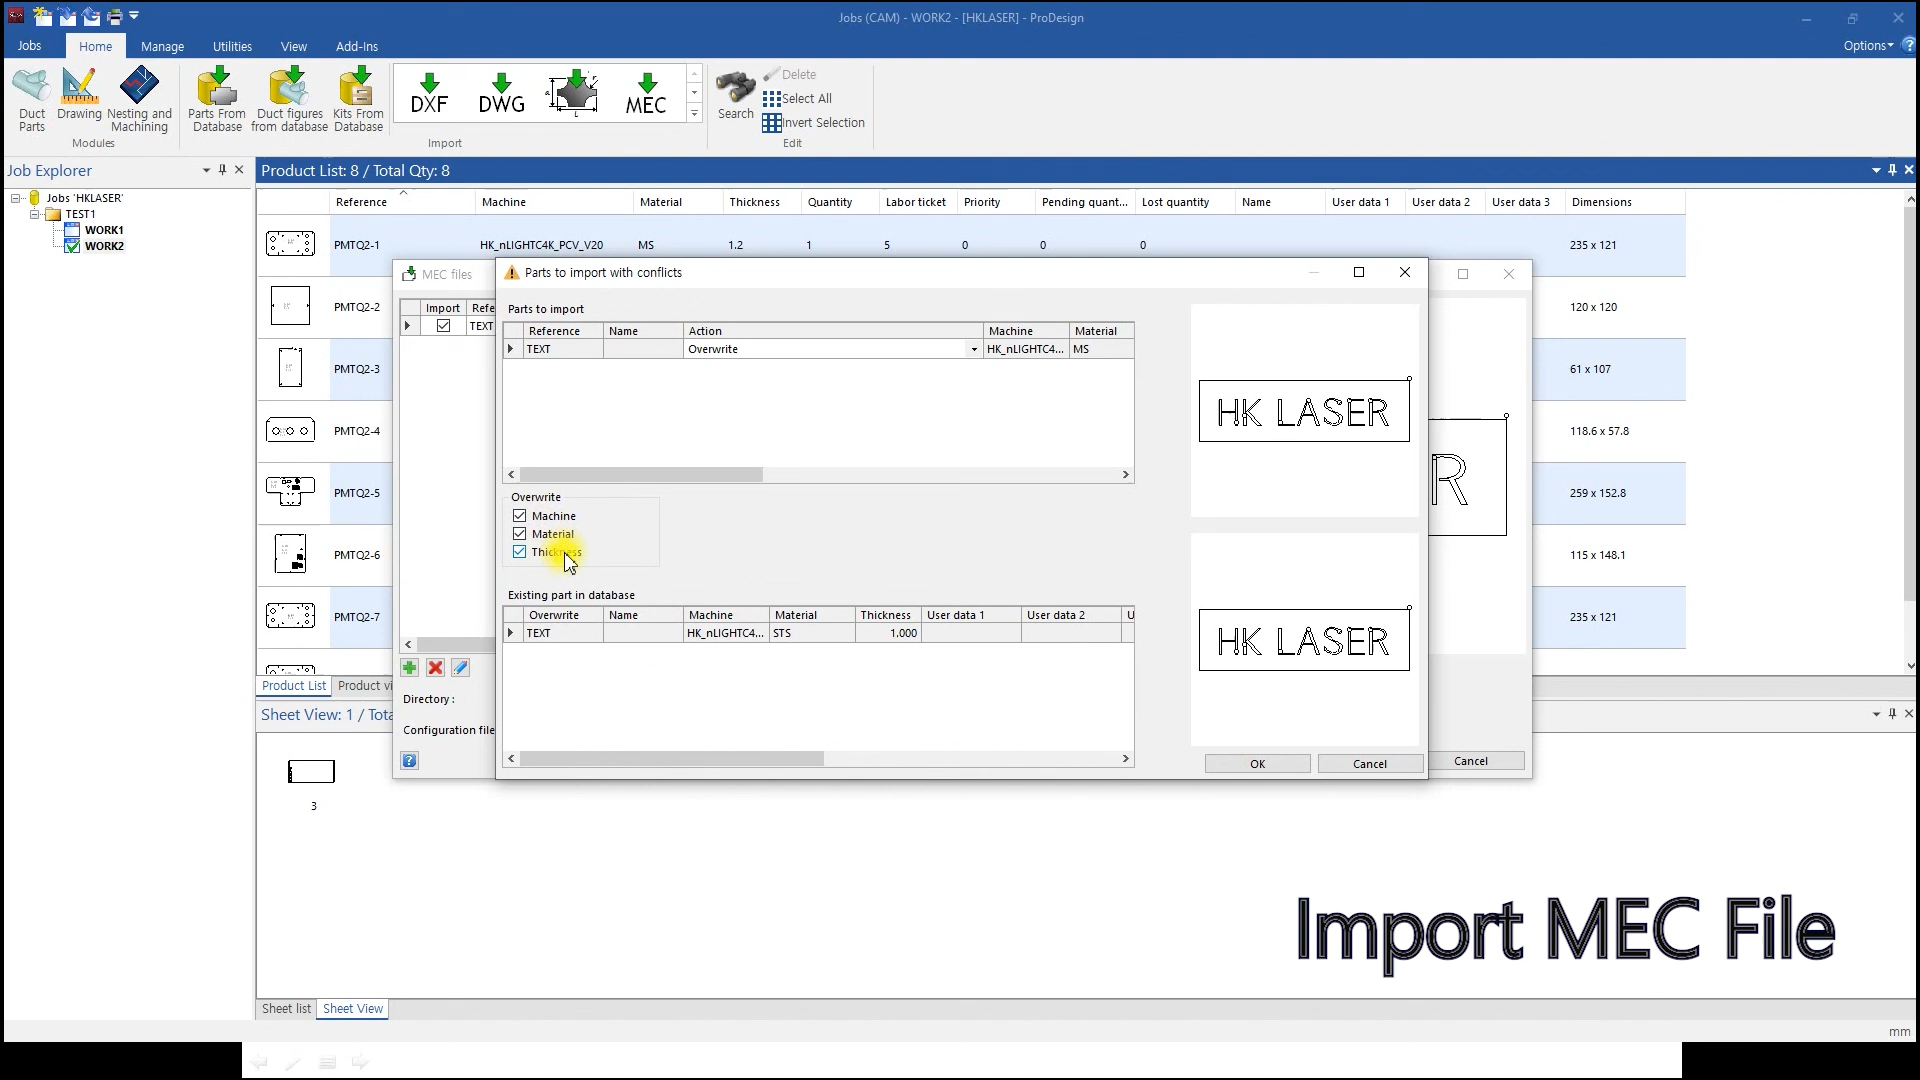 Jobs (CAM) - WORK2 - [HKLASER] - ProDesign
Jobs Home Manage Utilities View Add-Ins Options
Duct Parts
Drawing
Nesting and Machining
Modules
Parts From Database
Duct figures from database
Kits From Database
DXF DWG MEC
Import
Search
Delete
Select All
Invert Selection
Edit
Job Explorer
Jobs 'HKLASER'
TEST1
WORK1
WORK2
Product List: 8 / Total Qty: 8
Reference Machine Material Thickness Quantity Labor ticket Priority Pending quant... Lost quantity Name User data 1 User data 2 User data 3 Dimensions
PMTQ2-1 HK_nLIGHTC4K_PCV_V20 MS 1.2 1 5 0 0 0 235 x 121
PMTQ2-2 120 x 120
PMTQ2-3 61 x 107
PMTQ2-4 118.6 x 57.8
PMTQ2-5 259 x 152.8
PMTQ2-6 115 x 148.1
PMTQ2-7 235 x 121
MEC files
Import Refe
TEXT
R
Directory :
Configuration file
Cancel
Parts to import with conflicts
Parts to import
Reference Name Action Machine Material
TEXT Overwrite HK_nLIGHTC4... MS
HK LASER
Overwrite
Machine
Material
Thickness
Existing part in database
Overwrite Name Machine Material Thickness User data 1 User data 2 U
TEXT HK_nLIGHTC4... STS 1.000
HK LASER
OK Cancel
Product List Product vi
Sheet View: 1 / Tota
3
Import MEC File
Sheet list Sheet View
mm